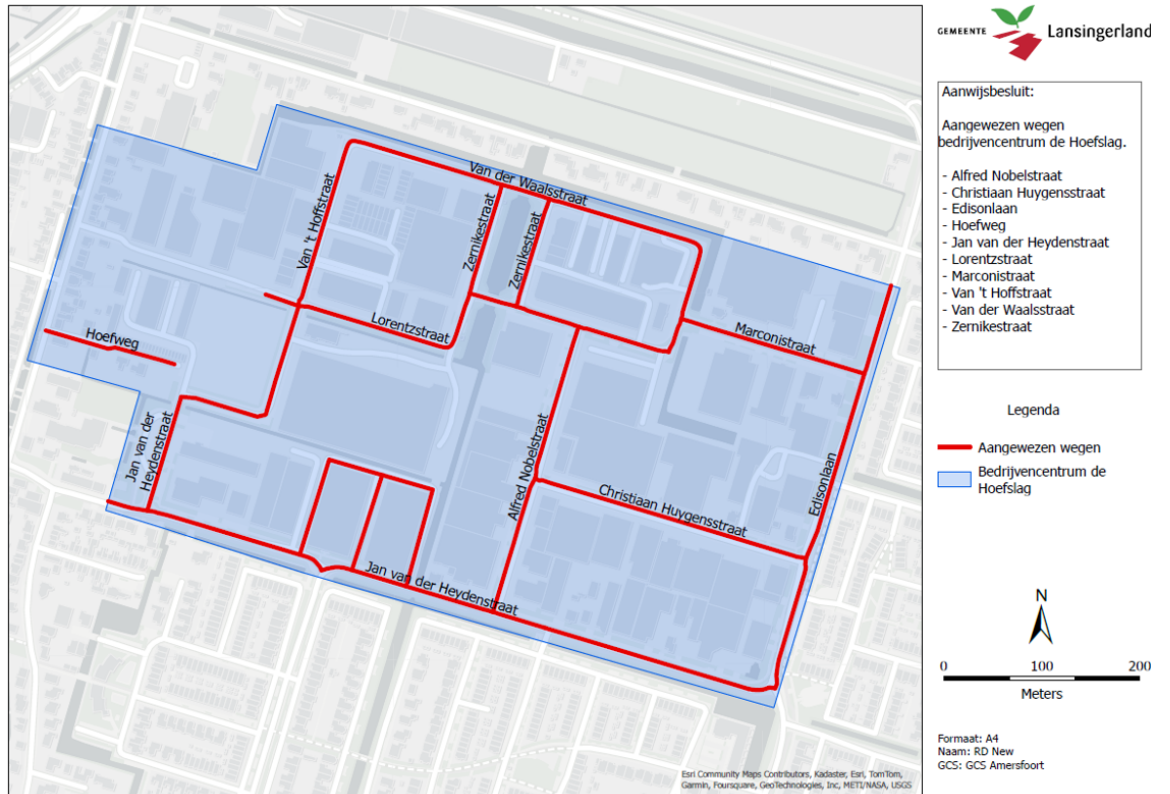 Van der Waalsstraat
Van 't Hoffstraat
Zernikestraat
Zernikestraat
Lorentzstraat
Hoefweg
Marconistraat
Jan van der
Heydenstraat
Alfred Nobelstraat
Christiaan Huygensstraat
Edisonlaan
Jan van der Heydenstraat
Esri Community Maps Contributors, Kadaster, Esri, TomTom,
Garmin, Foursquare, GeoTechnologies, Inc, METI/NASA, USGS
GEMEENTE Lansingerland
Aanwijsbesluit:
Aangewezen wegen
bedrijvencentrum de Hoefslag.
- Alfred Nobelstraat
- Christiaan Huygensstraat
- Edisonlaan
- Hoefweg
- Jan van der Heydenstraat
- Lorentzstraat
- Marconistraat
- Van 't Hoffstraat
- Van der Waalsstraat
- Zernikestraat
Legenda
Aangewezen wegen
Bedrijvencentrum de
Hoefslag
N
0 100 200
Meters
Formaat: A4
Naam: RD New
GCS: GCS Amersfoort